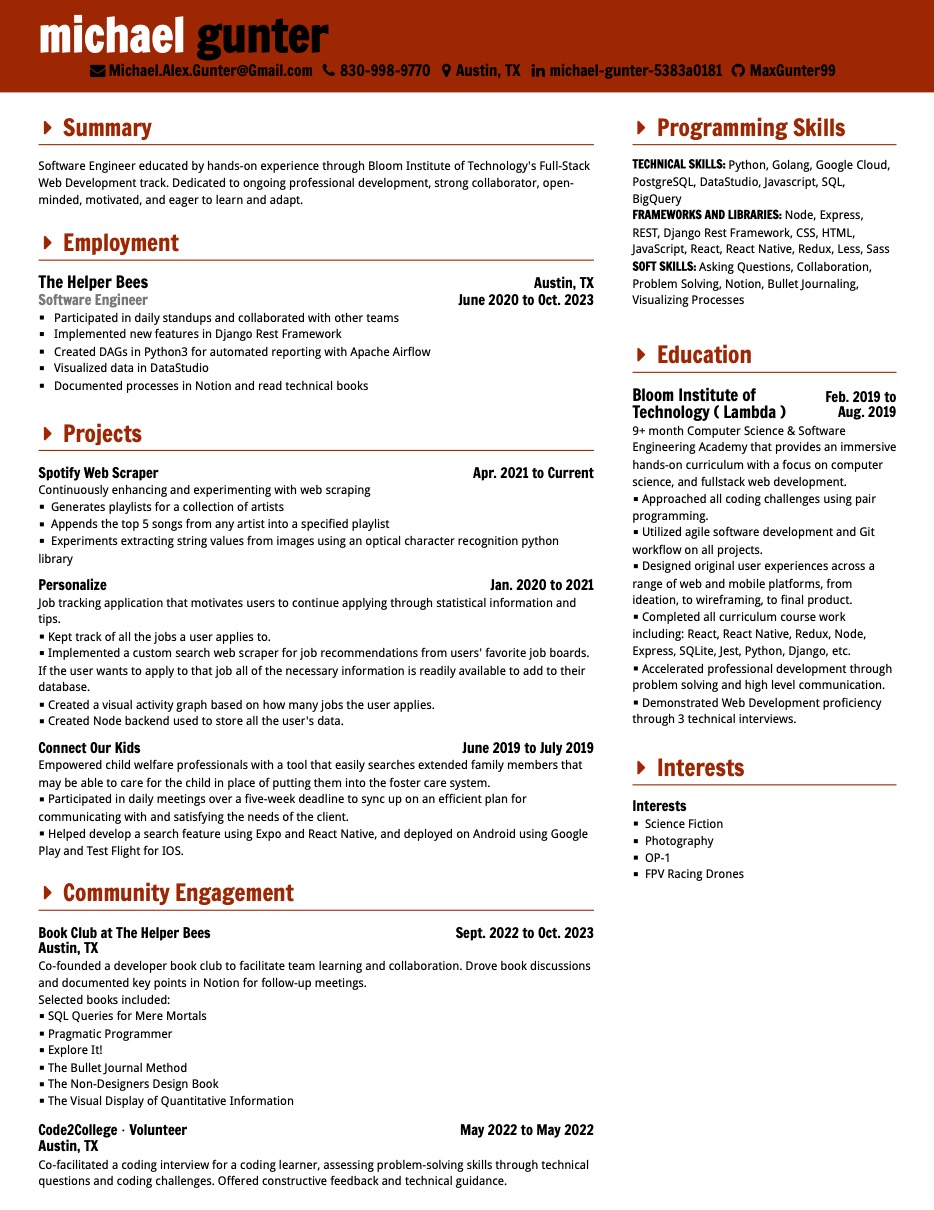 michael gunter
Michael.Alex.Gunter@Gmail.com 830-998-9770 Austin, TX michael-gunter-5383a0181 MaxGunter99
Summary
Software Engineer educated by hands-on experience through Bloom Institute of Technology's Full-Stack
Web Development track. Dedicated to ongoing professional development, strong collaborator, open-
minded, motivated, and eager to learn and adapt.
Employment
The Helper Bees Austin, TX
Software Engineer June 2020 to Oct. 2023
▪ Participated in daily standups and collaborated with other teams
▪ Implemented new features in Django Rest Framework
▪ Created DAGs in Python3 for automated reporting with Apache Airflow
▪ Visualized data in DataStudio
▪ Documented processes in Notion and read technical books
Projects
Spotify Web Scraper Apr. 2021 to Current
Continuously enhancing and experimenting with web scraping
▪ Generates playlists for a collection of artists
▪ Appends the top 5 songs from any artist into a specified playlist
▪ Experiments extracting string values from images using an optical character recognition python
library
Personalize Jan. 2020 to 2021
Job tracking application that motivates users to continue applying through statistical information and
tips.
▪ Kept track of all the jobs a user applies to.
▪ Implemented a custom search web scraper for job recommendations from users' favorite job boards.
If the user wants to apply to that job all of the necessary information is readily available to add to their
database.
▪ Created a visual activity graph based on how many jobs the user applies.
▪ Created Node backend used to store all the user's data.
Connect Our Kids June 2019 to July 2019
Empowered child welfare professionals with a tool that easily searches extended family members that
may be able to care for the child in place of putting them into the foster care system.
▪ Participated in daily meetings over a five-week deadline to sync up on an efficient plan for
communicating with and satisfying the needs of the client.
▪ Helped develop a search feature using Expo and React Native, and deployed on Android using Google
Play and Test Flight for IOS.
Community Engagement
Book Club at The Helper Bees Sept. 2022 to Oct. 2023
Austin, TX
Co-founded a developer book club to facilitate team learning and collaboration. Drove book discussions
and documented key points in Notion for follow-up meetings.
Selected books included:
▪ SQL Queries for Mere Mortals
▪ Pragmatic Programmer
▪ Explore It!
▪ The Bullet Journal Method
▪ The Non-Designers Design Book
▪ The Visual Display of Quantitative Information
Code2College · Volunteer May 2022 to May 2022
Austin, TX
Co-facilitated a coding interview for a coding learner, assessing problem-solving skills through technical
questions and coding challenges. Offered constructive feedback and technical guidance.
Programming Skills
TECHNICAL SKILLS: Python, Golang, Google Cloud,
PostgreSQL, DataStudio, Javascript, SQL,
BigQuery
FRAMEWORKS AND LIBRARIES: Node, Express,
REST, Django Rest Framework, CSS, HTML,
JavaScript, React, React Native, Redux, Less, Sass
SOFT SKILLS: Asking Questions, Collaboration,
Problem Solving, Notion, Bullet Journaling,
Visualizing Processes
Education
Bloom Institute of Feb. 2019 to
Technology ( Lambda ) Aug. 2019
9+ month Computer Science & Software
Engineering Academy that provides an immersive
hands-on curriculum with a focus on computer
science, and fullstack web development.
▪ Approached all coding challenges using pair
programming.
▪ Utilized agile software development and Git
workflow on all projects.
▪ Designed original user experiences across a
range of web and mobile platforms, from
ideation, to wireframing, to final product.
▪ Completed all curriculum course work
including: React, React Native, Redux, Node,
Express, SQLite, Jest, Python, Django, etc.
▪ Accelerated professional development through
problem solving and high level communication.
▪ Demonstrated Web Development proficiency
through 3 technical interviews.
Interests
Interests
▪ Science Fiction
▪ Photography
▪ OP-1
▪ FPV Racing Drones